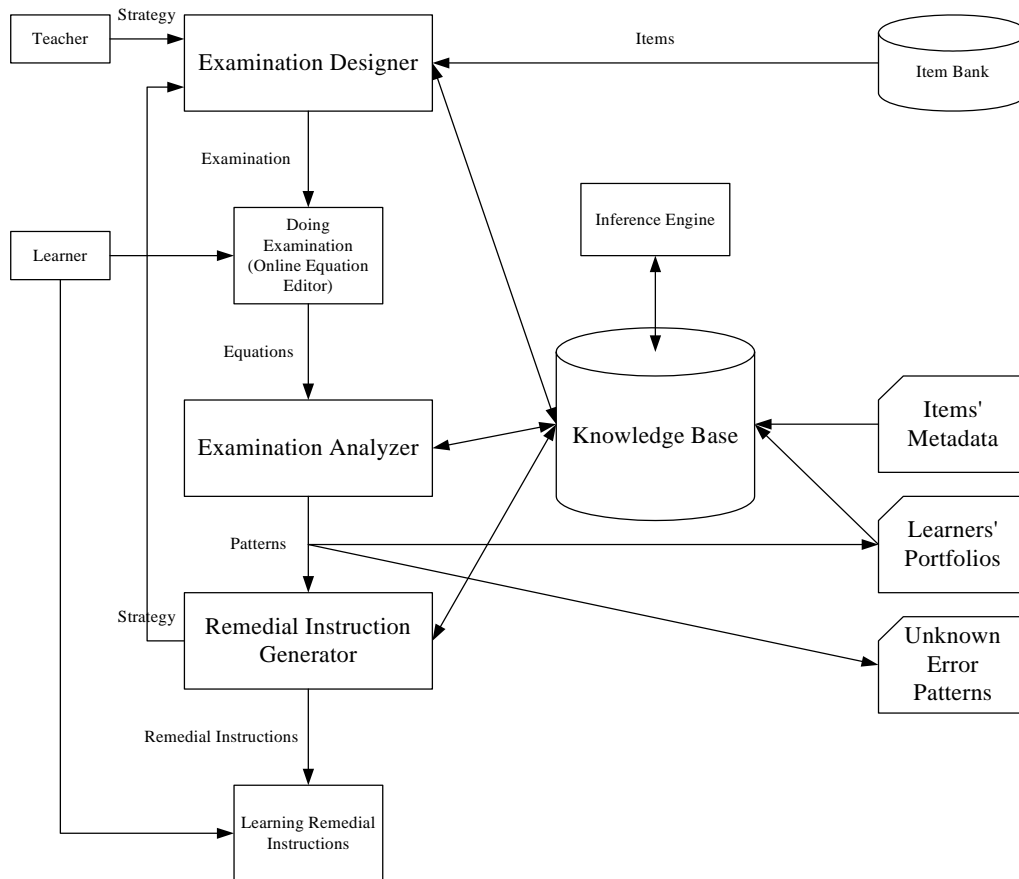 Strategy
Teacher
Examination Designer
Items
Item Bank
Examination
Inference Engine
Learner
Doing
Examination
(Online Equation
Editor)
Equations
Examination Analyzer
Knowledge Base
Items'
Metadata
Patterns
Learners'
Portfolios
Strategy
Remedial Instruction
Generator
Unknown
Error
Patterns
Remedial Instructions
Learning Remedial
Instructions